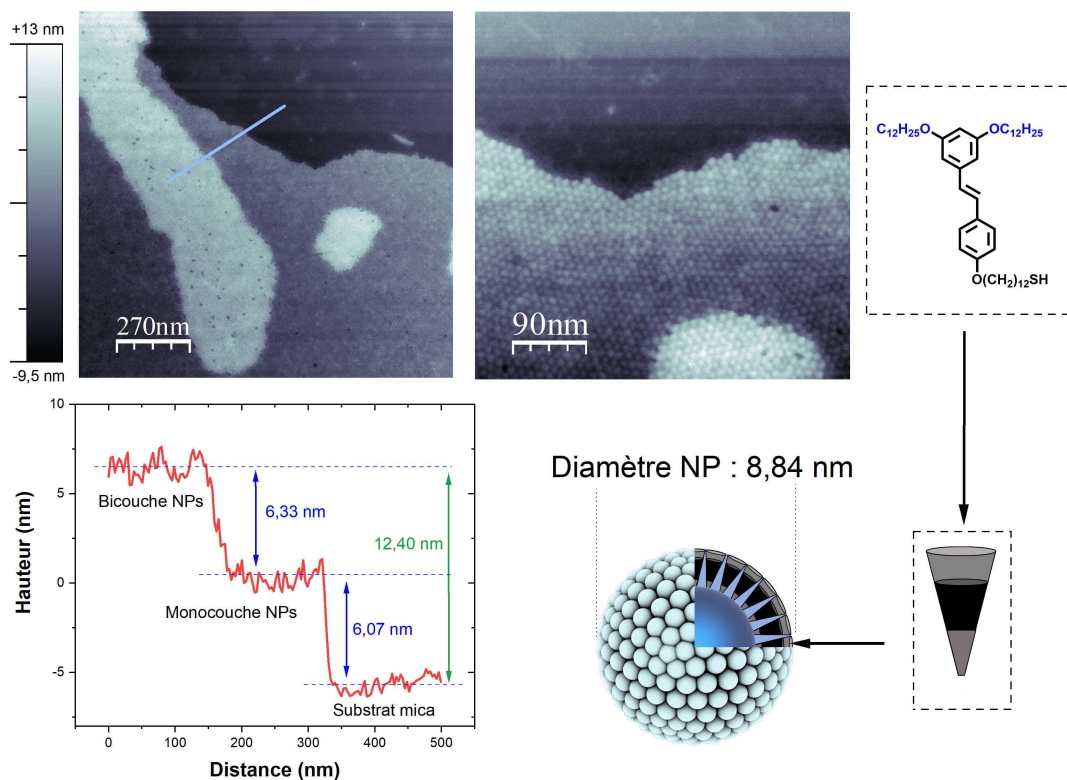 +13 nm
-9,5 nm
270nm
90nm
C12H25O
OC12H25
O(CH2)12SH
Hauteur (nm)
10
5
0
-5
Bicouche NPs
6,33 nm
12,40 nm
Monocouche NPs
6,07 nm
Substrat mica
0
100
200
300
400
500
Distance (nm)
Diamètre NP : 8,84 nm